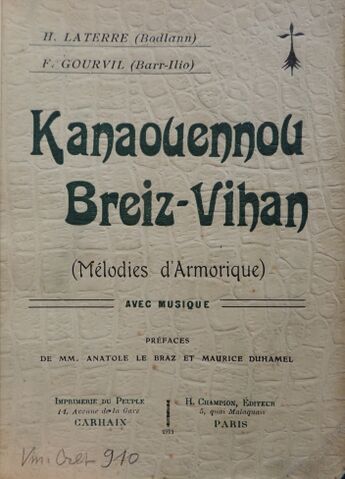 H. LATERRE (Bodlann)
F. GOURVIL (Barr-Ilio)
Kanaouennou
Breiz-Vihan
(Mélodies d'Armorique)
AVEC MUSIQUE
PRÉFACES
DE MM. ANATOLE LE BRAZ ET MAURICE DUHAMEL
IMPRIMERIE DU PEUPLE
14, Avenue de la Gare
CARHAIX
1911
H. CHAMPION, ÉDITEUR
5, quai Malaquais
PARIS
910